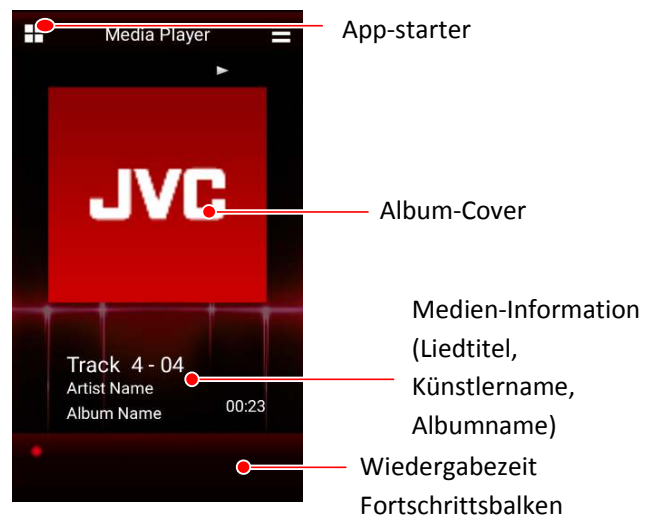 Media Player
App-starter
JVC
Album-Cover
Medien-Information
(Liedtitel,
Künstlername,
Albumname)
Track 4 - 04
Artist Name
Album Name
00:23
Wiedergabezeit
Fortschrittsbalken